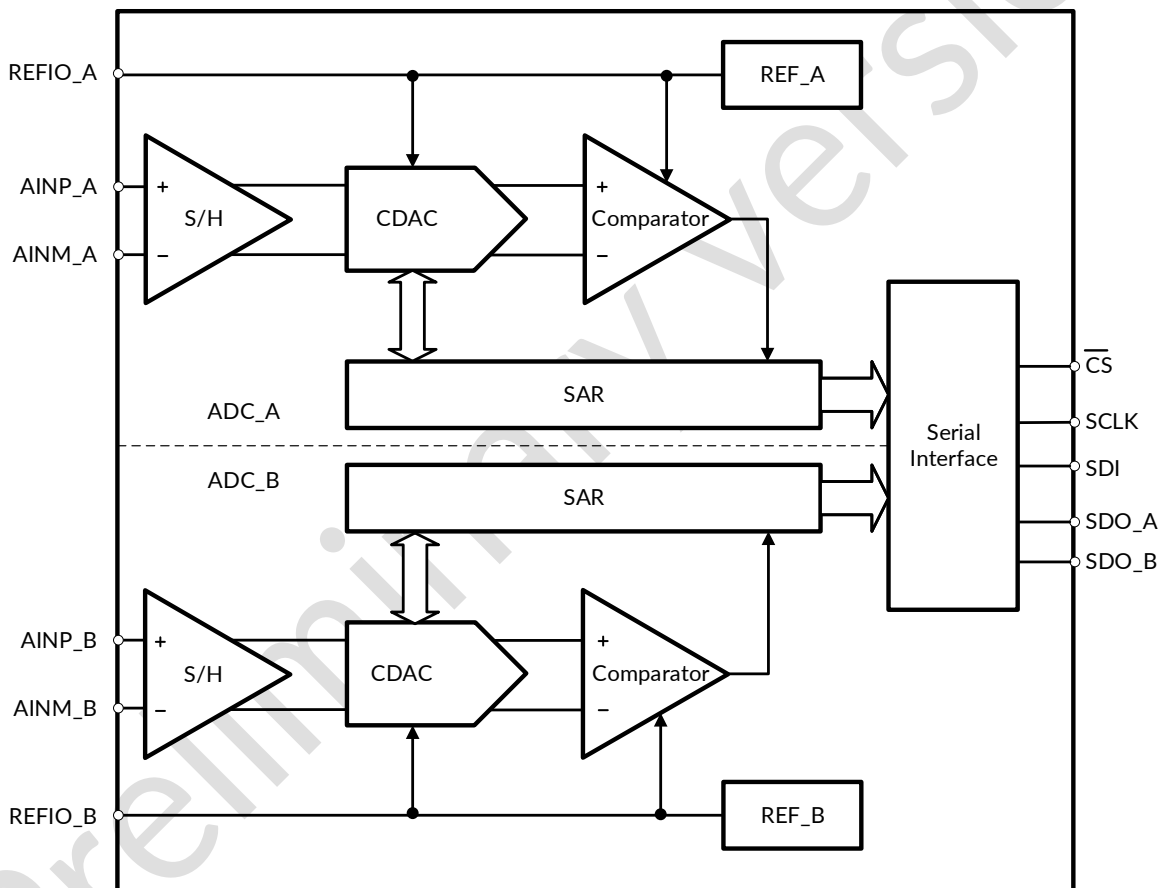 REFIO_A
REF_A
AINP_A
+
S/H
CDAC
+
Comparator
AINM_A
−
−
SAR
ADC_A
CS
SCLK
Serial
Interface
SDI
ADC_B
SAR
SDO_A
SDO_B
AINP_B
+
S/H
CDAC
+
Comparator
AINM_B
−
−
REFIO_B
REF_B
Preliminary version